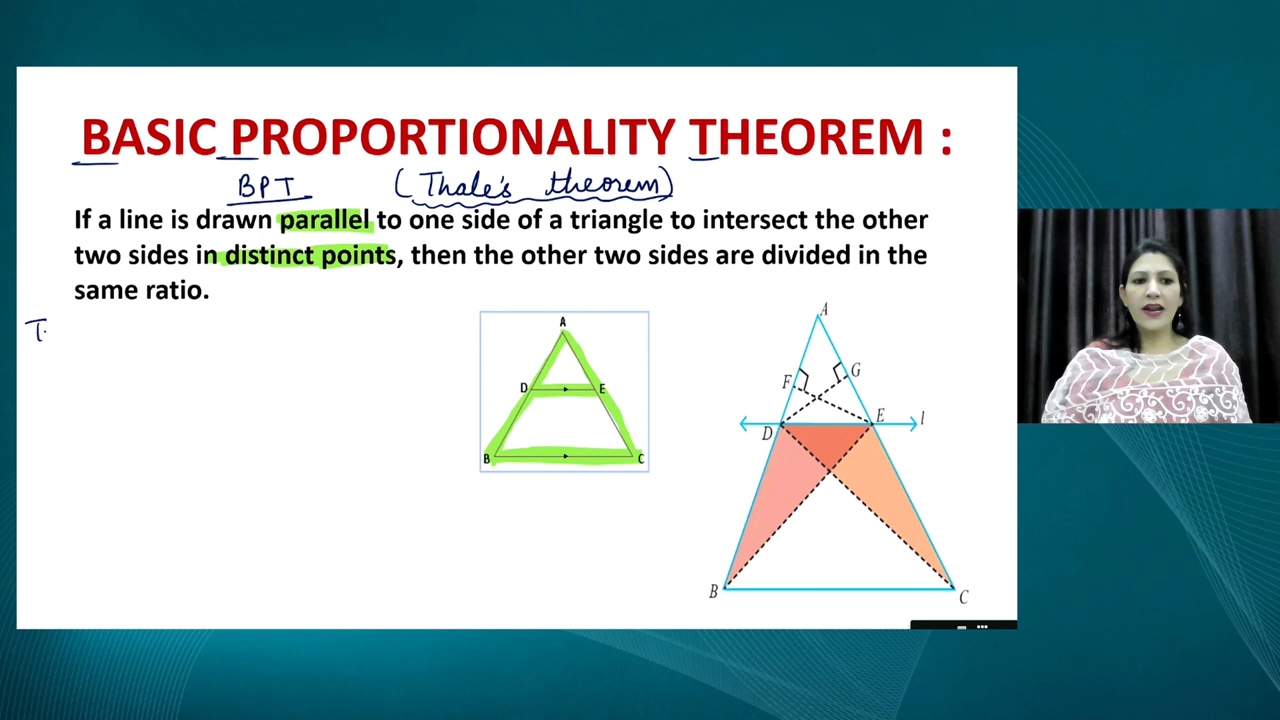 BASIC PROPORTIONALITY THEOREM :
BPT (Thale's theorem)
If a line is drawn parallel to one side of a triangle to intersect the other
two sides in distinct points, then the other two sides are divided in the
same ratio.
T.
A
D E
B C
A
F G
D E l
B C